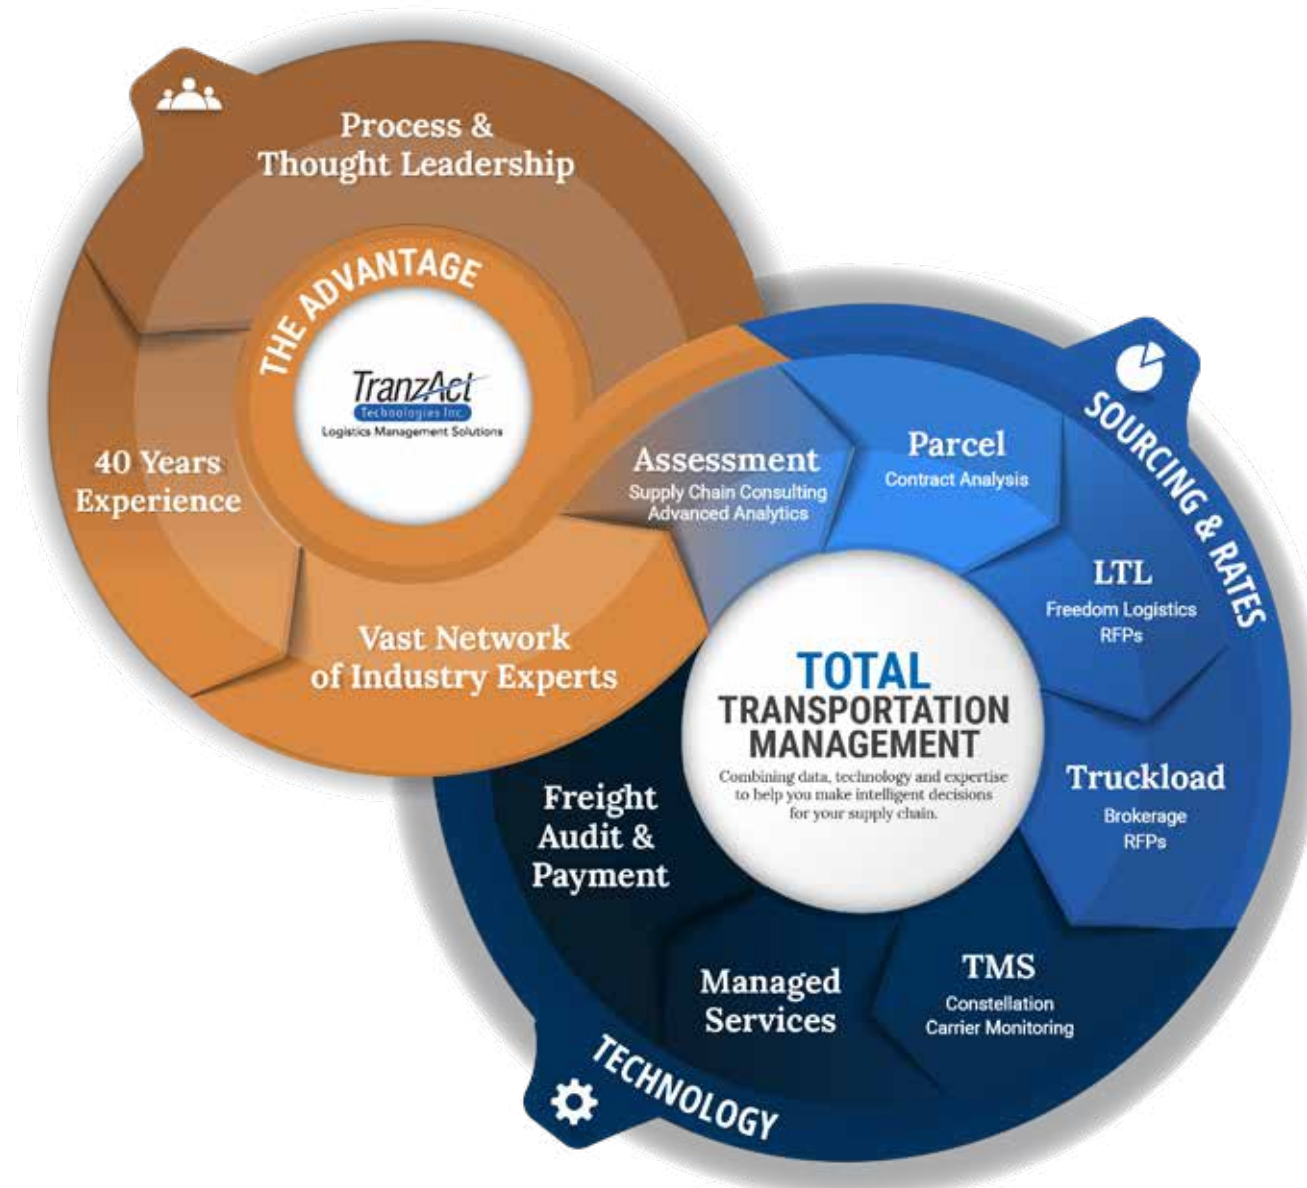 Process &
Thought Leadership
THE ADVANTAGE
TranzAct
Technologies Inc.
Logistics Management Solutions
40 Years
Experience
Vast Network
of Industry Experts
Assessment
Supply Chain Consulting
Advanced Analytics
Parcel
Contract Analysis
SOURCING & RATES
LTL
Freedom Logistics
RFPs
TOTAL
TRANSPORTATION
MANAGEMENT
Combining data, technology and expertise
to help you make intelligent decisions
for your supply chain.
Truckload
Brokerage
RFPs
Freight
Audit &
Payment
Managed
Services
TMS
Constellation
Carrier Monitoring
TECHNOLOGY